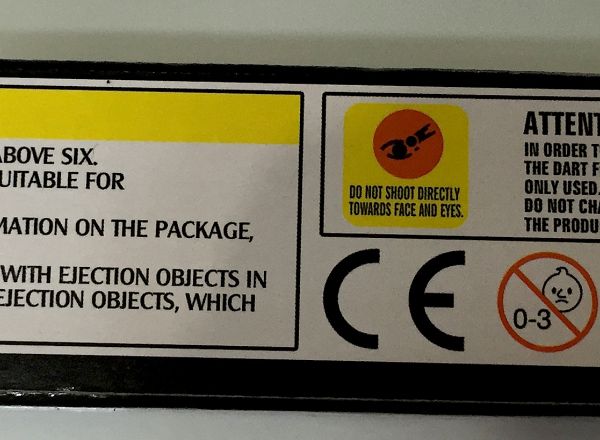 ABOVE SIX.
UITABLE FOR
MATION ON THE PACKAGE,
WITH EJECTION OBJECTS IN
EJECTION OBJECTS, WHICH
DO NOT SHOOT DIRECTLY
TOWARDS FACE AND EYES.
ATTENT
IN ORDER T
THE DART F
ONLY USED.
DO NOT CHA
THE PRODU
CE
0-3